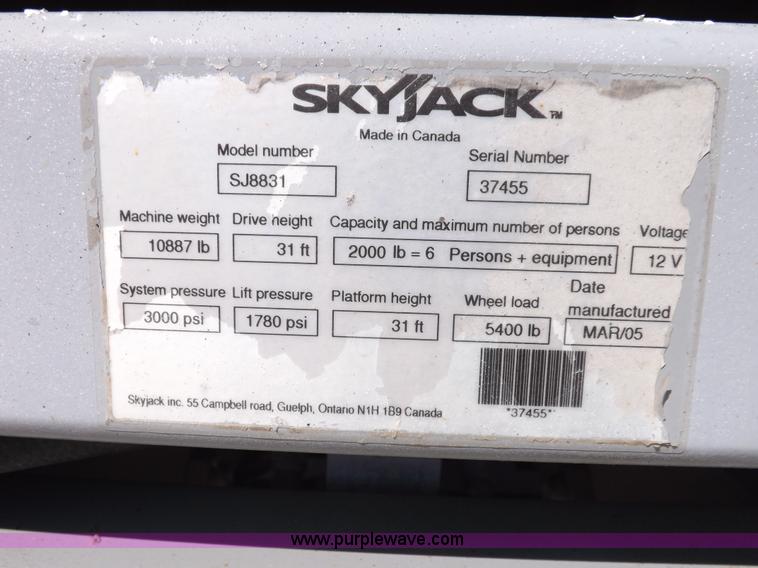 SKYJACK™
Made in Canada
Model number Serial Number
SJ8831 37455
Machine weight Drive height Capacity and maximum number of persons Voltage
10887 lb 31 ft 2000 lb = 6 Persons + equipment 12 V
System pressure Lift pressure Platform height Wheel load Date manufactured
3000 psi 1780 psi 31 ft 5400 lb MAR/05
*37455*
Skyjack inc. 55 Campbell road, Guelph, Ontario N1H 1B9 Canada
www.purplewave.com